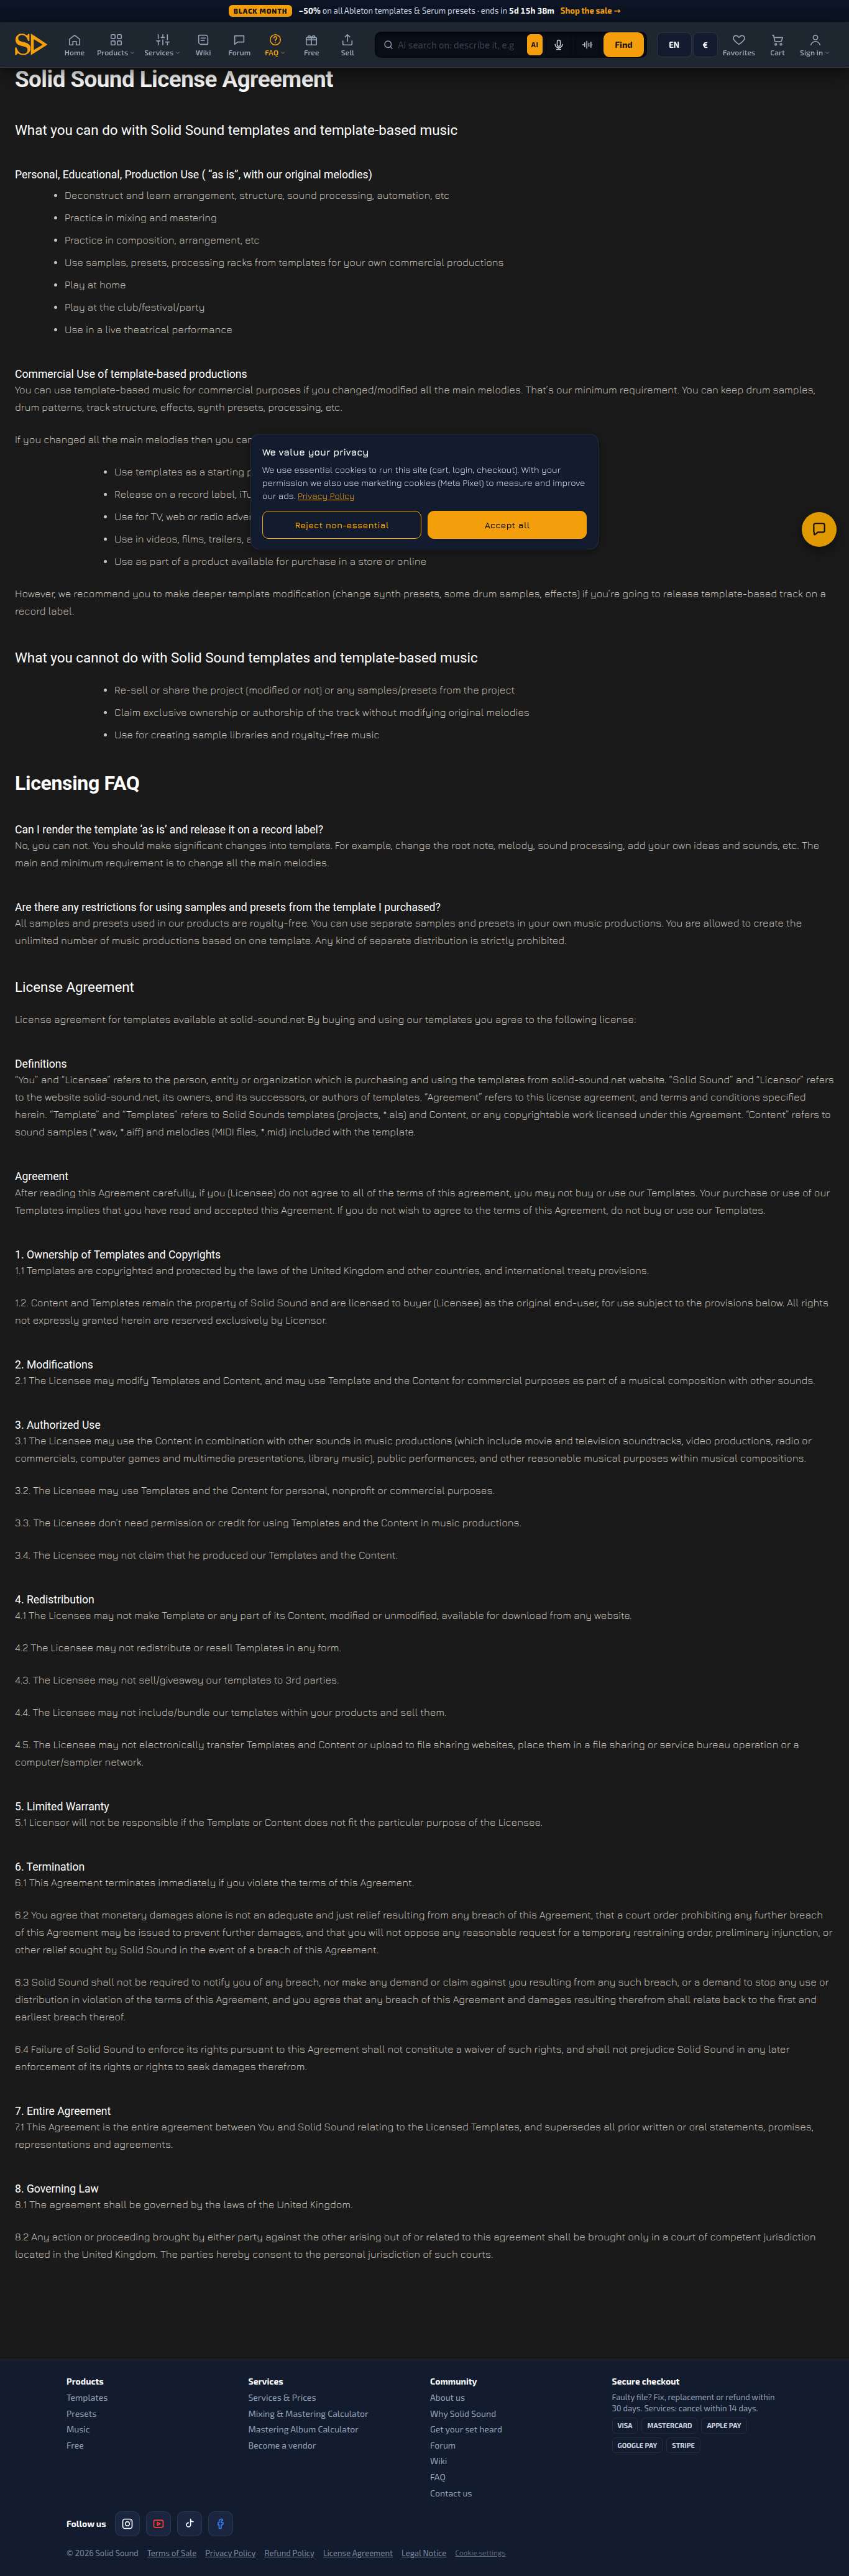 BLACK MONTH −50% on all Ableton templates & Serum presets · ends in 5d 15h 38m Shop the sale →
Home Products Services Wiki Forum FAQ Free Sell AI search on: describe it, e.g AI Find EN € Favorites Cart Sign in
Solid Sound License Agreement
What you can do with Solid Sound templates and template-based music
Personal, Educational, Production Use ( “as is”, with our original melodies)
• Deconstruct and learn arrangement, structure, sound processing, automation, etc
• Practice in mixing and mastering
• Practice in composition, arrangement, etc
• Use samples, presets, processing racks from templates for your own commercial productions
• Play at home
• Play at the club/festival/party
• Use in a live theatrical performance
Commercial Use of template-based productions
You can use template-based music for commercial purposes if you changed/modified all the main melodies. That’s our minimum requirement. You can keep drum samples,
drum patterns, track structure, effects, synth presets, processing, etc.
If you changed all the main melodies then you can
• Use templates as a starting
• Release on a record label,
• Use for TV, web or radio
• Use in videos, films, trailers,
• Use as part of a product available for purchase in a store or online
We value your privacy
We use essential cookies to run this site (cart, login, checkout). With your
permission we also use marketing cookies (Meta Pixel) to measure and improve
our ads. Privacy Policy
Reject non-essential Accept all
However, we recommend you to make deeper template modification (change synth presets, some drum samples, effects) if you’re going to release template-based track on a
record label.
What you cannot do with Solid Sound templates and template-based music
• Re-sell or share the project (modified or not) or any samples/presets from the project
• Claim exclusive ownership or authorship of the track without modifying original melodies
• Use for creating sample libraries and royalty-free music
Licensing FAQ
Can I render the template ‘as is’ and release it on a record label?
No, you can not. You should make significant changes into template. For example, change the root note, melody, sound processing, add your own ideas and sounds, etc. The
main and minimum requirement is to change all the main melodies.
Are there any restrictions for using samples and presets from the template I purchased?
All samples and presets used in our products are royalty-free. You can use separate samples and presets in your own music productions. You are allowed to create the
unlimited number of music productions based on one template. Any kind of separate distribution is strictly prohibited.
License Agreement
License agreement for templates available at solid-sound.net By buying and using our templates you agree to the following license:
Definitions
“You” and “Licensee” refers to the person, entity or organization which is purchasing and using the templates from solid-sound.net website. “Solid Sound” and “Licensor” refers
to the website solid-sound.net, its owners, and its successors, or authors of templates. “Agreement” refers to this license agreement, and terms and conditions specified
herein. “Template” and “Templates” refers to Solid Sounds templates (projects, *.als) and Content, or any copyrightable work licensed under this Agreement. “Content” refers to
sound samples (*.wav, *.aiff) and melodies (MIDI files, *.mid) included with the template.
Agreement
After reading this Agreement carefully, if you (Licensee) do not agree to all of the terms of this agreement, you may not buy or use our Templates. Your purchase or use of our
Templates implies that you have read and accepted this Agreement. If you do not wish to agree to the terms of this Agreement, do not buy or use our Templates.
1. Ownership of Templates and Copyrights
1.1 Templates are copyrighted and protected by the laws of the United Kingdom and other countries, and international treaty provisions.
1.2. Content and Templates remain the property of Solid Sound and are licensed to buyer (Licensee) as the original end-user, for use subject to the provisions below. All rights
not expressly granted herein are reserved exclusively by Licensor.
2. Modifications
2.1 The Licensee may modify Templates and Content, and may use Template and the Content for commercial purposes as part of a musical composition with other sounds.
3. Authorized Use
3.1 The Licensee may use the Content in combination with other sounds in music productions (which include movie and television soundtracks, video productions, radio or
commercials, computer games and multimedia presentations, library music), public performances, and other reasonable musical purposes within musical compositions.
3.2. The Licensee may use Templates and the Content for personal, nonprofit or commercial purposes.
3.3. The Licensee don’t need permission or credit for using Templates and the Content in music productions.
3.4. The Licensee may not claim that he produced our Templates and the Content.
4. Redistribution
4.1 The Licensee may not make Template or any part of its Content, modified or unmodified, available for download from any website.
4.2 The Licensee may not redistribute or resell Templates in any form.
4.3. The Licensee may not sell/giveaway our templates to 3rd parties.
4.4. The Licensee may not include/bundle our templates within your products and sell them.
4.5. The Licensee may not electronically transfer Templates and Content or upload to file sharing websites, place them in a file sharing or service bureau operation or a
computer/sampler network.
5. Limited Warranty
5.1 Licensor will not be responsible if the Template or Content does not fit the particular purpose of the Licensee.
6. Termination
6.1 This Agreement terminates immediately if you violate the terms of this Agreement.
6.2 You agree that monetary damages alone is not an adequate and just relief resulting from any breach of this Agreement, that a court order prohibiting any further breach
of this Agreement may be issued to prevent further damages, and that you will not oppose any reasonable request for a temporary restraining order, preliminary injunction, or
other relief sought by Solid Sound in the event of a breach of this Agreement.
6.3 Solid Sound shall not be required to notify you of any breach, nor make any demand or claim against you resulting from any such breach, or a demand to stop any use or
distribution in violation of the terms of this Agreement, and you agree that any breach of this Agreement and damages resulting therefrom shall relate back to the first and
earliest breach thereof.
6.4 Failure of Solid Sound to enforce its rights pursuant to this Agreement shall not constitute a waiver of such rights, and shall not prejudice Solid Sound in any later
enforcement of its rights or rights to seek damages therefrom.
7. Entire Agreement
7.1 This Agreement is the entire agreement between You and Solid Sound relating to the Licensed Templates, and supersedes all prior written or oral statements, promises,
representations and agreements.
8. Governing Law
8.1 The agreement shall be governed by the laws of the United Kingdom.
8.2 Any action or proceeding brought by either party against the other arising out of or related to this agreement shall be brought only in a court of competent jurisdiction
located in the United Kingdom. The parties hereby consent to the personal jurisdiction of such courts.
Products
Templates
Presets
Music
Free
Services
Services & Prices
Mixing & Mastering Calculator
Mastering Album Calculator
Become a vendor
Community
About us
Why Solid Sound
Get your set heard
Forum
Wiki
FAQ
Contact us
Secure checkout
Faulty file? Fix, replacement or refund within
30 days. Services: cancel within 14 days.
VISA MASTERCARD APPLE PAY
GOOGLE PAY STRIPE
Follow us
© 2026 Solid Sound Terms of Sale Privacy Policy Refund Policy License Agreement Legal Notice Cookie settings